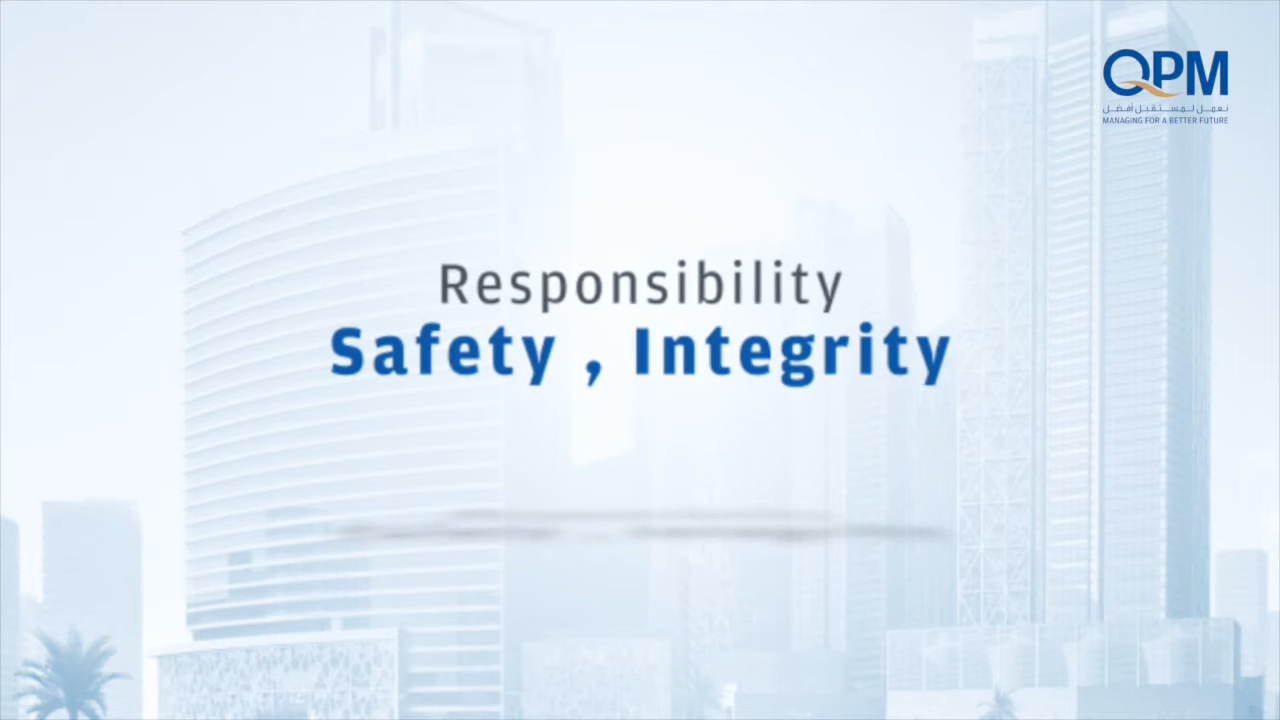 QPM
نعمل لمستقبل أفضل
MANAGING FOR A BETTER FUTURE
Responsibility
Safety , Integrity